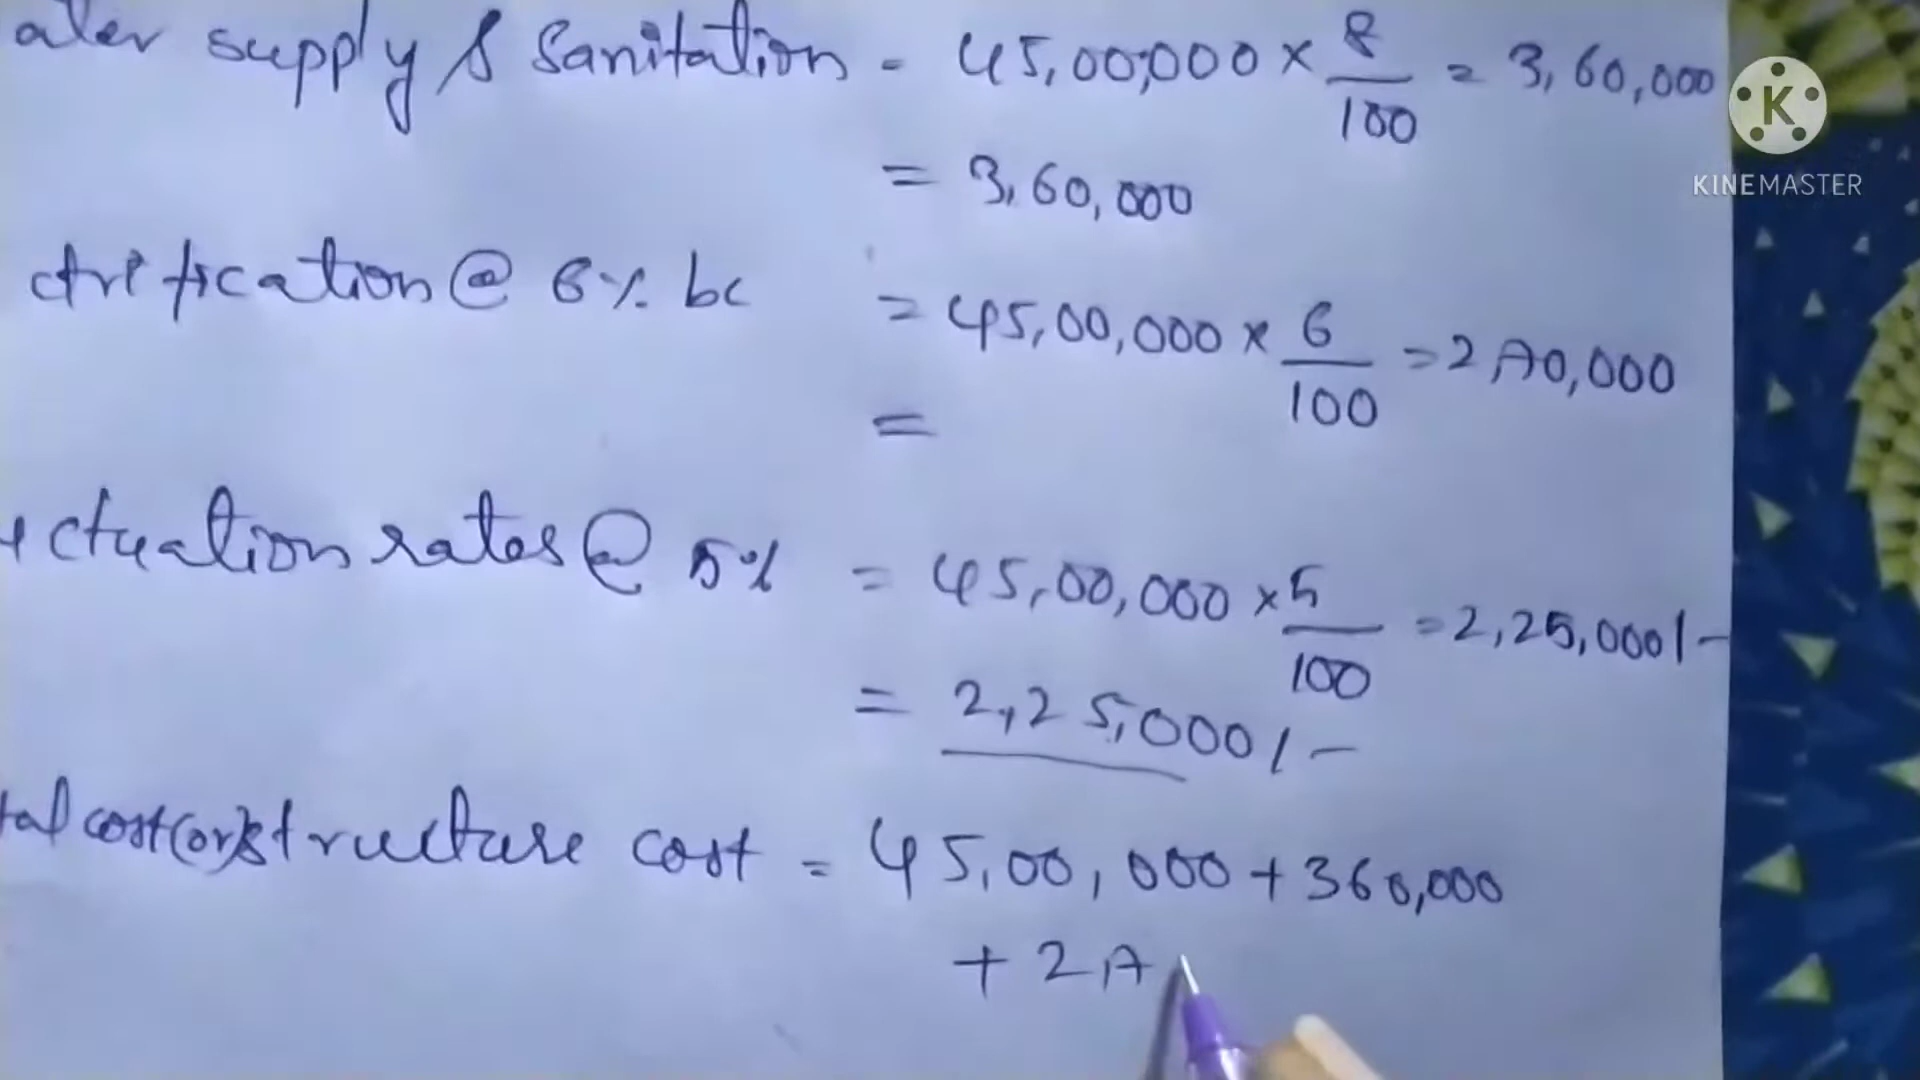 ater supply & Sanitation - 45,00,000 × 8/100 = 3,60,000
= 3,60,000
ctrification @ 6% bc = 45,00,000 × 6/100 = 2,70,000
=
ctuation rates @ 5% = 45,00,000 × 5/100 = 2,25,000/-
= 2,25,000/-
tal cost(or)structure cost = 45,00,000 + 360,000
+ 2,7
K
KINEMASTER